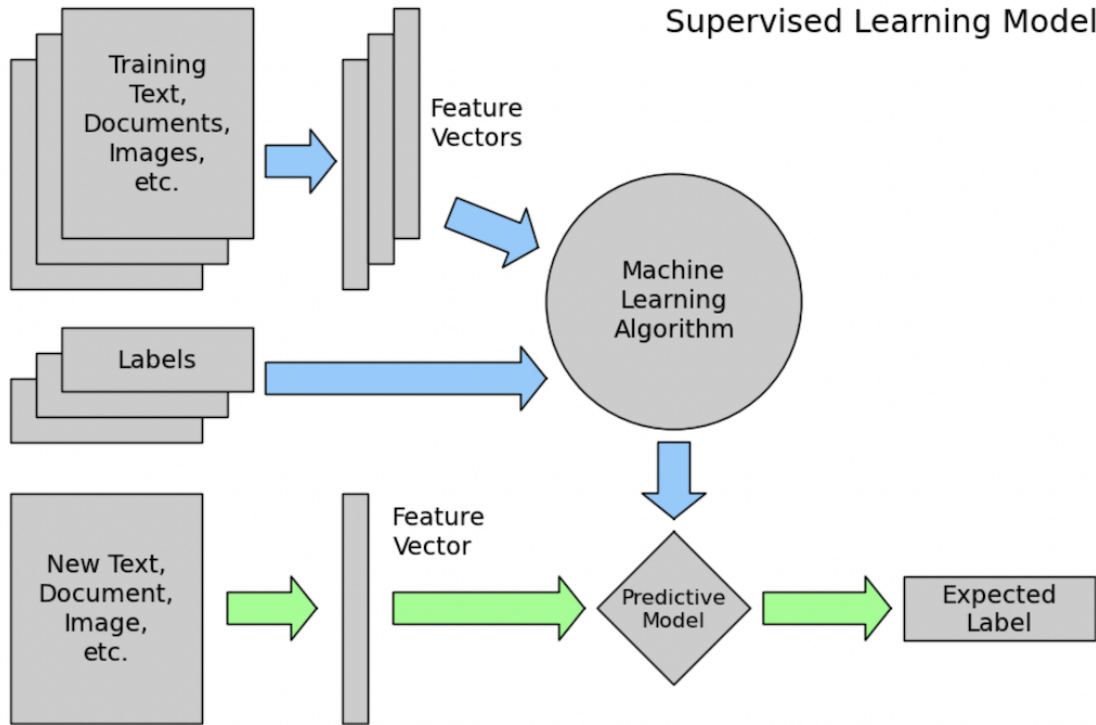 Supervised Learning Model
Training
Text,
Documents,
Images,
etc.
Feature
Vectors
Machine
Learning
Algorithm
Labels
New Text,
Document,
Image,
etc.
Feature
Vector
Predictive
Model
Expected
Label